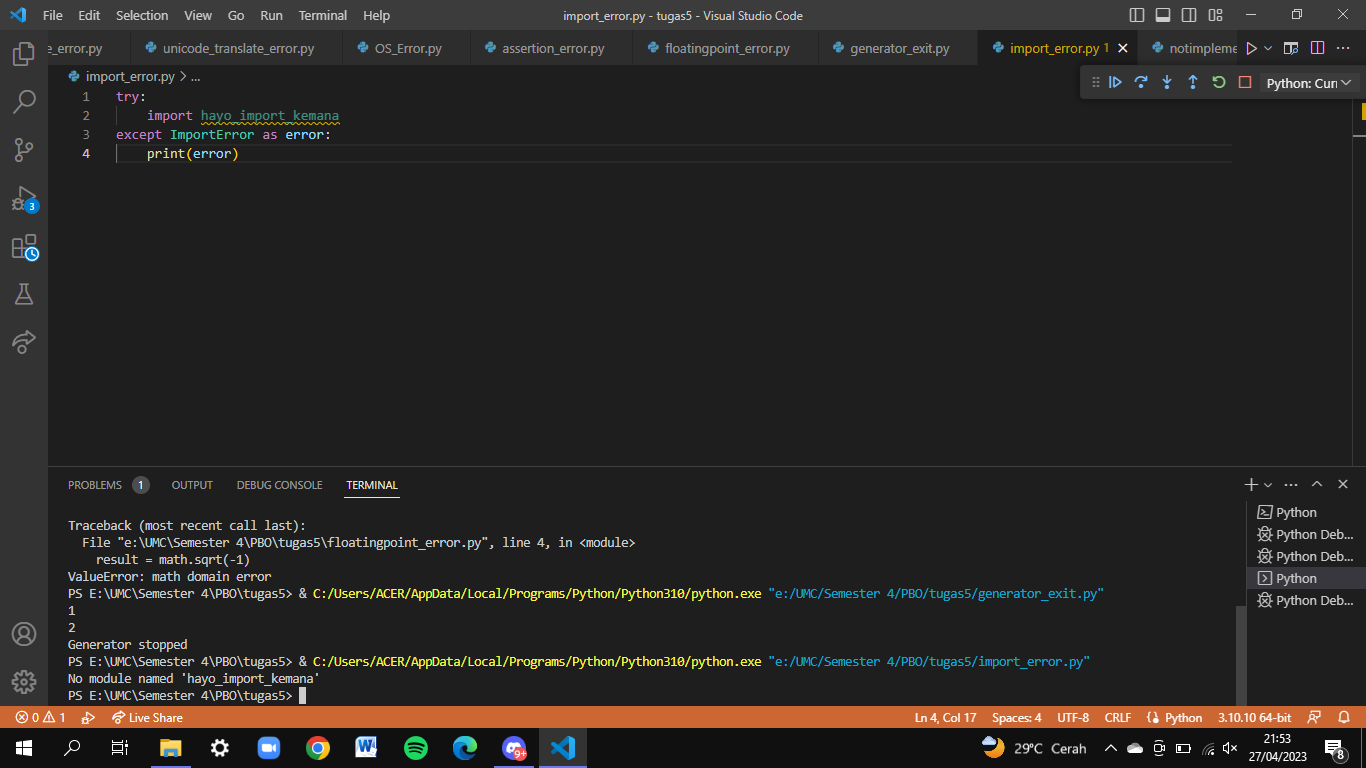 File Edit Selection View Go Run Terminal Help
import_error.py - tugas5 - Visual Studio Code
e_error.py unicode_translate_error.py OS_Error.py assertion_error.py floatingpoint_error.py generator_exit.py import_error.py 1 notimpleme
import_error.py > ...
Python: Cur
1 try:
2 import hayo_import_kemana
3 except ImportError as error:
4 print(error)
3
PROBLEMS 1 OUTPUT DEBUG CONSOLE TERMINAL
Traceback (most recent call last):
File "e:\UMC\Semester 4\PBO\tugas5\floatingpoint_error.py", line 4, in <module>
result = math.sqrt(-1)
ValueError: math domain error
PS E:\UMC\Semester 4\PBO\tugas5> & C:/Users/ACER/AppData/Local/Programs/Python/Python310/python.exe "e:/UMC/Semester 4/PBO/tugas5/generator_exit.py"
1
2
Generator stopped
PS E:\UMC\Semester 4\PBO\tugas5> & C:/Users/ACER/AppData/Local/Programs/Python/Python310/python.exe "e:/UMC/Semester 4/PBO/tugas5/import_error.py"
No module named 'hayo_import_kemana'
PS E:\UMC\Semester 4\PBO\tugas5>
Python
Python Deb...
Python Deb...
Python
Python Deb...
0 1 Live Share Ln 4, Col 17 Spaces: 4 UTF-8 CRLF Python 3.10.10 64-bit
9+
29°C Cerah
21:53
27/04/2023
8